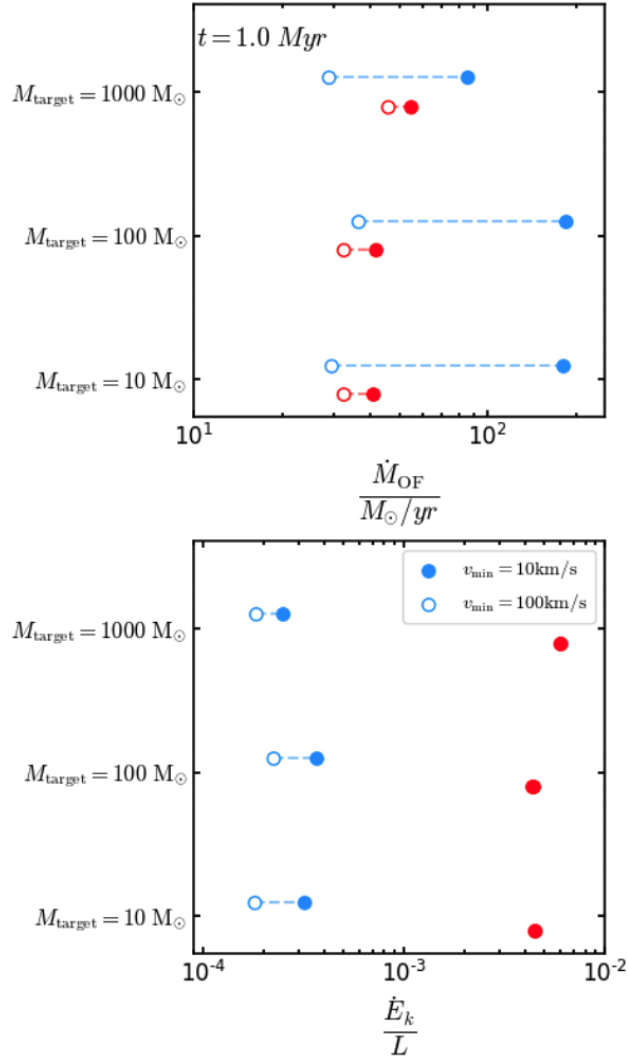 t = 1.0 Myr
M_target = 1000 M_⊙
M_target = 100 M_⊙
M_target = 10 M_⊙
10^1 10^2
Ṁ_OF
M_⊙/yr
v_min = 10km/s
v_min = 100km/s
M_target = 1000 M_⊙
M_target = 100 M_⊙
M_target = 10 M_⊙
10^-4 10^-3 10^-2
Ė_k
L